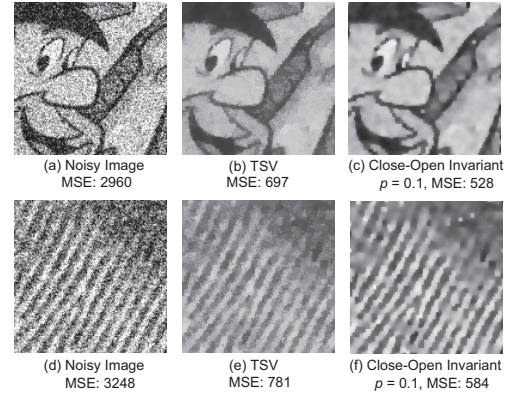 (a) Noisy Image
MSE: 2960
(b) TSV
MSE: 697
(c) Close-Open Invariant
p = 0.1, MSE: 528
(d) Noisy Image
MSE: 3248
(e) TSV
MSE: 781
(f) Close-Open Invariant
p = 0.1, MSE: 584